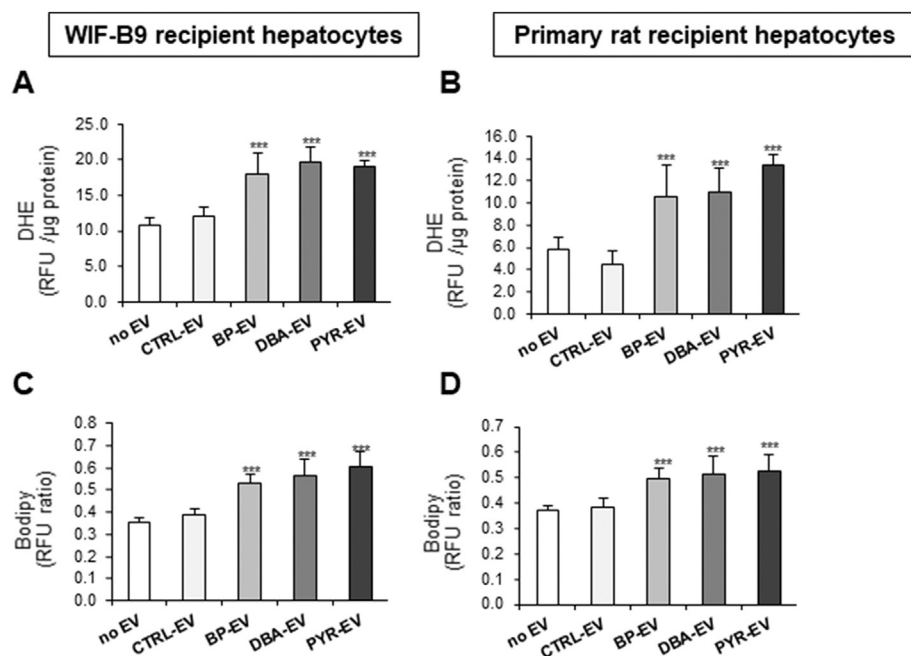 WIF-B9 recipient hepatocytes
Primary rat recipient hepatocytes
A
DHE
(RFU /µg protein)
25.0
20.0
15.0
10.0
5.0
0.0
***
***
***
no EV
CTRL-EV
BP-EV
DBA-EV
PYR-EV
B
DHE
(RFU /µg protein)
16.0
14.0
12.0
10.0
8.0
6.0
4.0
2.0
0.0
***
***
***
no EV
CTRL-EV
BP-EV
DBA-EV
PYR-EV
C
Bodipy
(RFU ratio)
0.8
0.7
0.6
0.5
0.4
0.3
0.2
0.1
0.0
***
***
***
no EV
CTRL-EV
BP-EV
DBA-EV
PYR-EV
D
Bodipy
(RFU ratio)
0.7
0.6
0.5
0.4
0.3
0.2
0.1
0.0
***
***
***
no EV
CTRL-EV
BP-EV
DBA-EV
PYR-EV